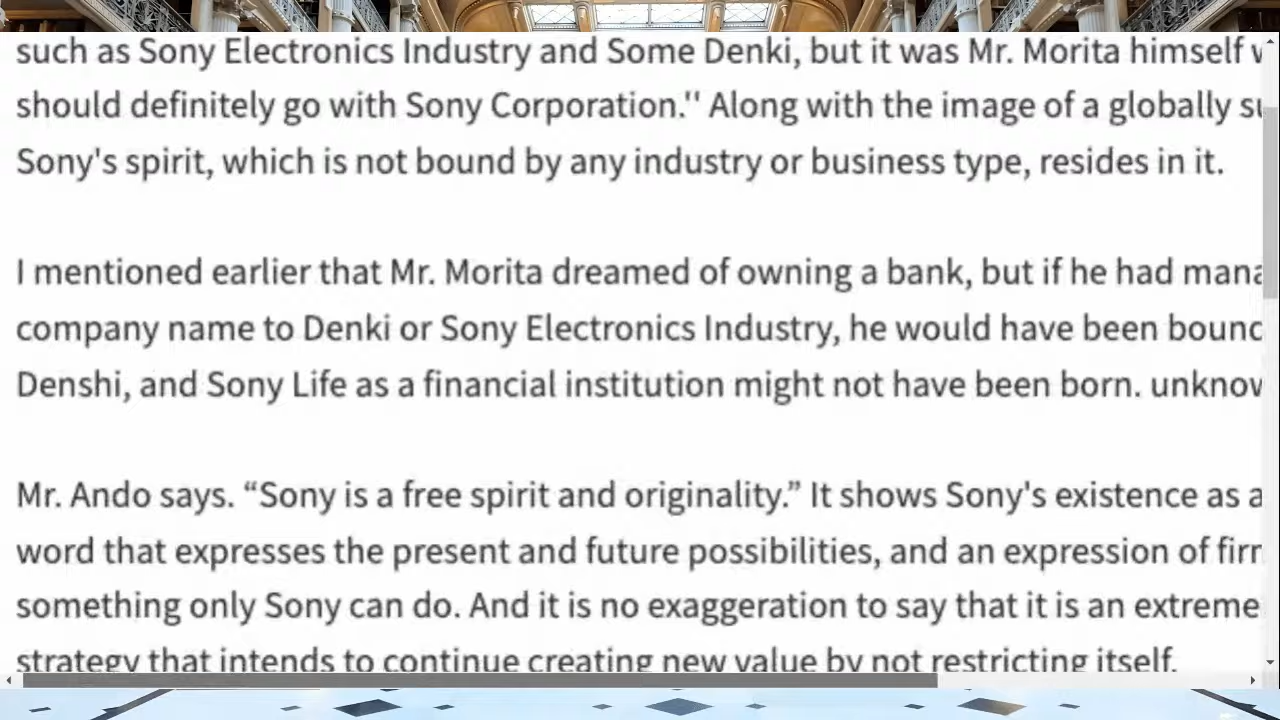 such as Sony Electronics Industry and Some Denki, but it was Mr. Morita himself
should definitely go with Sony Corporation.'' Along with the image of a globally
Sony's spirit, which is not bound by any industry or business type, resides in it.
I mentioned earlier that Mr. Morita dreamed of owning a bank, but if he had
company name to Denki or Sony Electronics Industry, he would have been
Denshi, and Sony Life as a financial institution might not have been born.
Mr. Ando says. “Sony is a free spirit and originality.” It shows Sony's existence as
word that expresses the present and future possibilities, and an expression of
something only Sony can do. And it is no exaggeration to say that it is an extreme
strategy that intends to continue creating new value by not restricting itself.